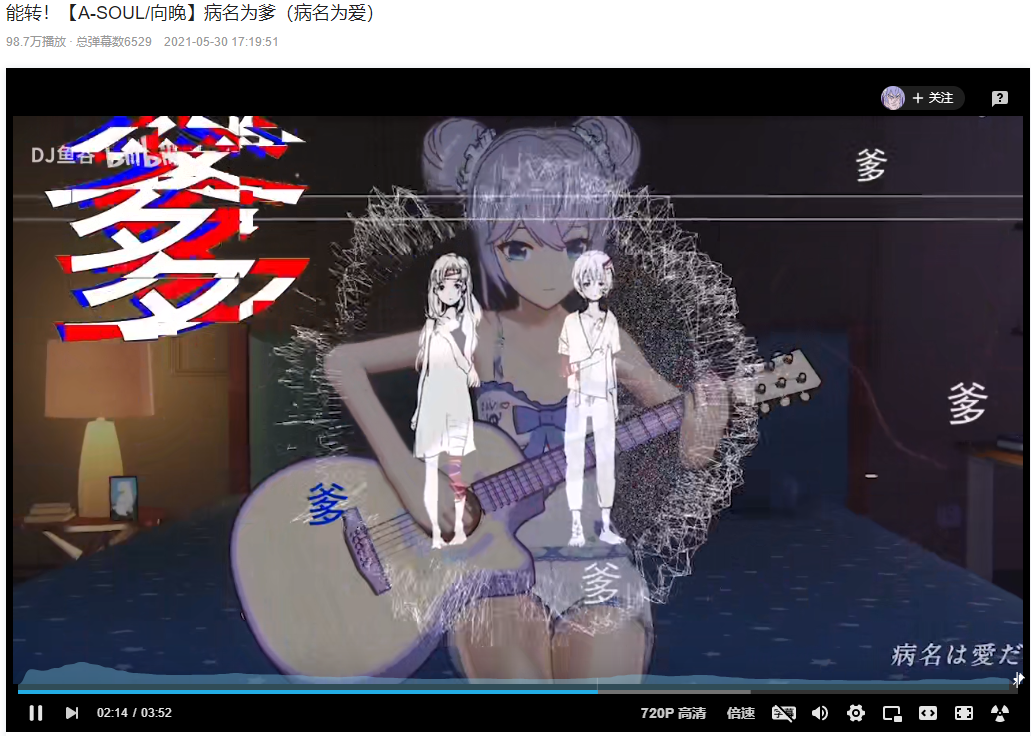 能转！【A-SOUL/向晚】病名为爹（病名为爱）
98.7万播放 · 总弹幕数6529 2021-05-30 17:19:51
+ 关注
?
DJ鱼谷 bilibili
爹
爹
爹
爹
爹
病名は愛だ
02:14 / 03:52
720P 高清
倍速
字幕